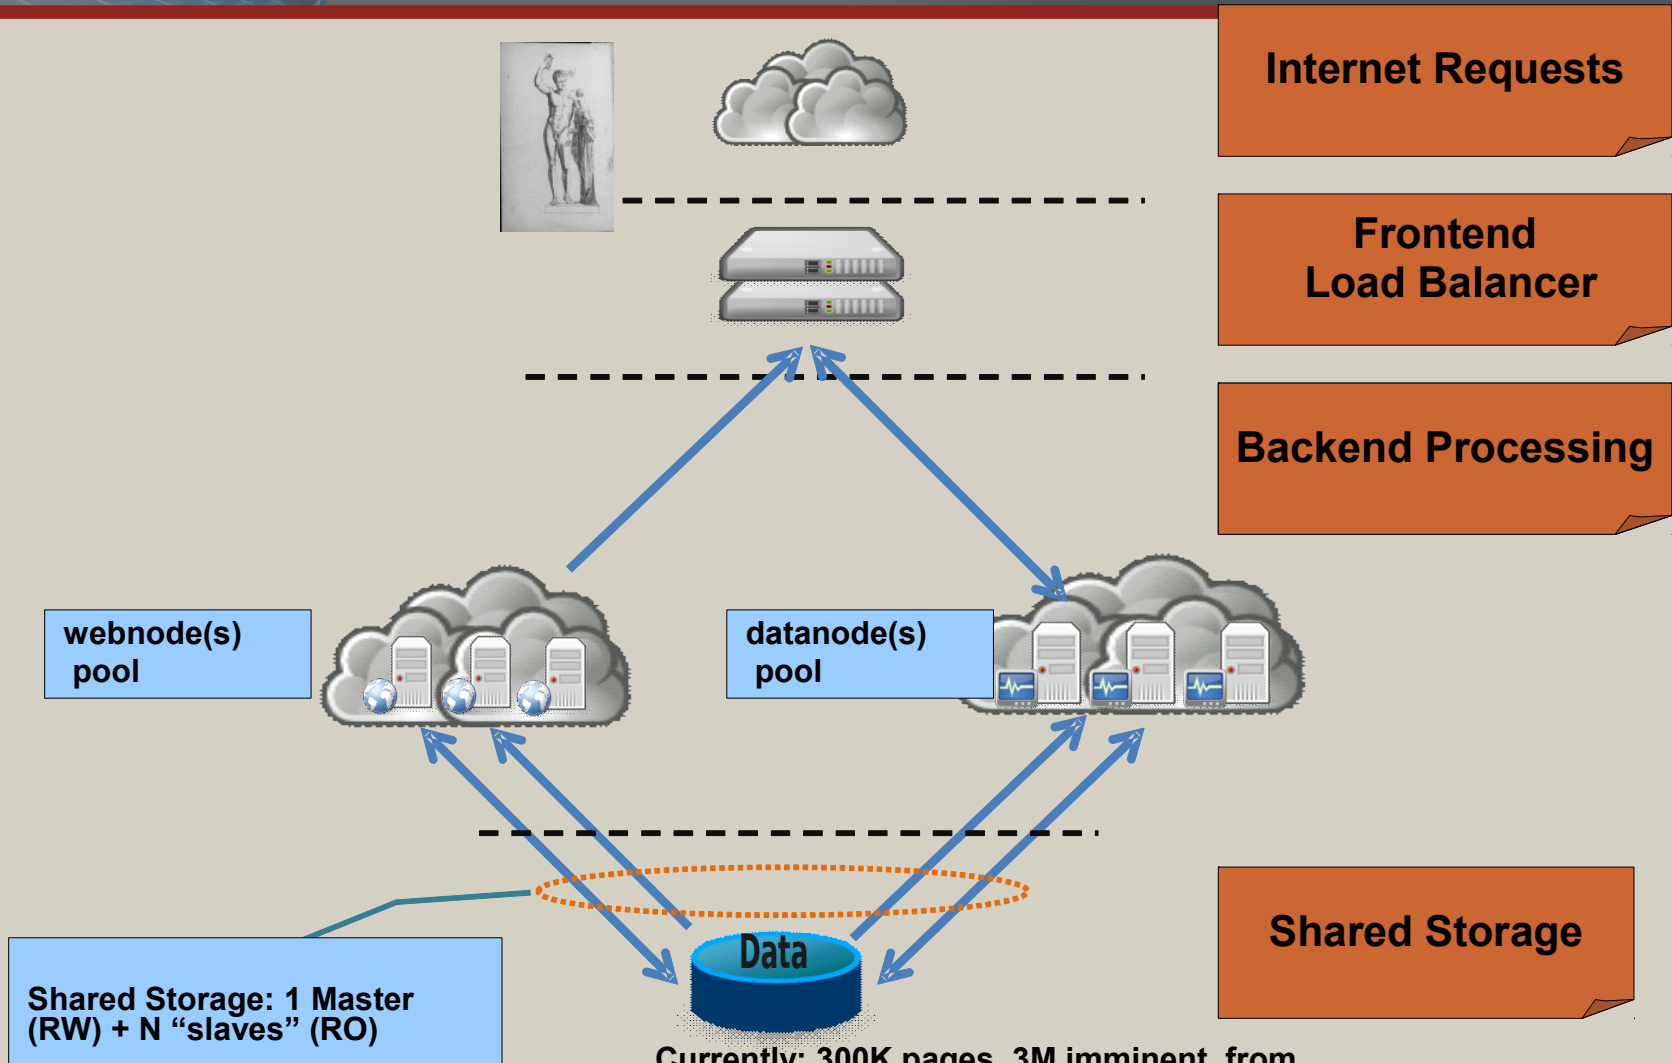 Internet Requests
Frontend
Load Balancer
Backend Processing
webnode(s)
pool
datanode(s)
pool
Data
Shared Storage
Shared Storage: 1 Master
(RW) + N “slaves” (RO)
Currently: 300K pages, 3M imminent, from